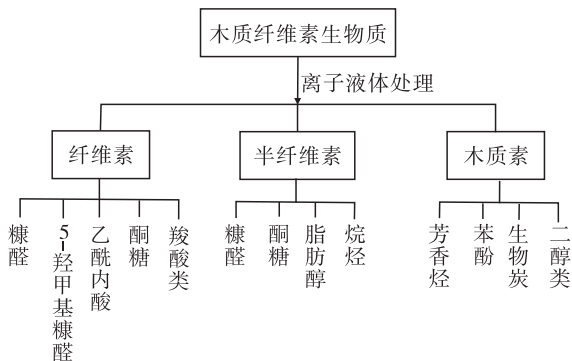 木质纤维素生物质
离子液体处理
纤维素
半纤维素
木质素
糠醛
5-羟甲基糠醛
乙酰内酸
酮糖
羧酸类
糠醛
酮糖
脂肪醇
烷烃
芳香烃
苯酚
生物炭
二醇类